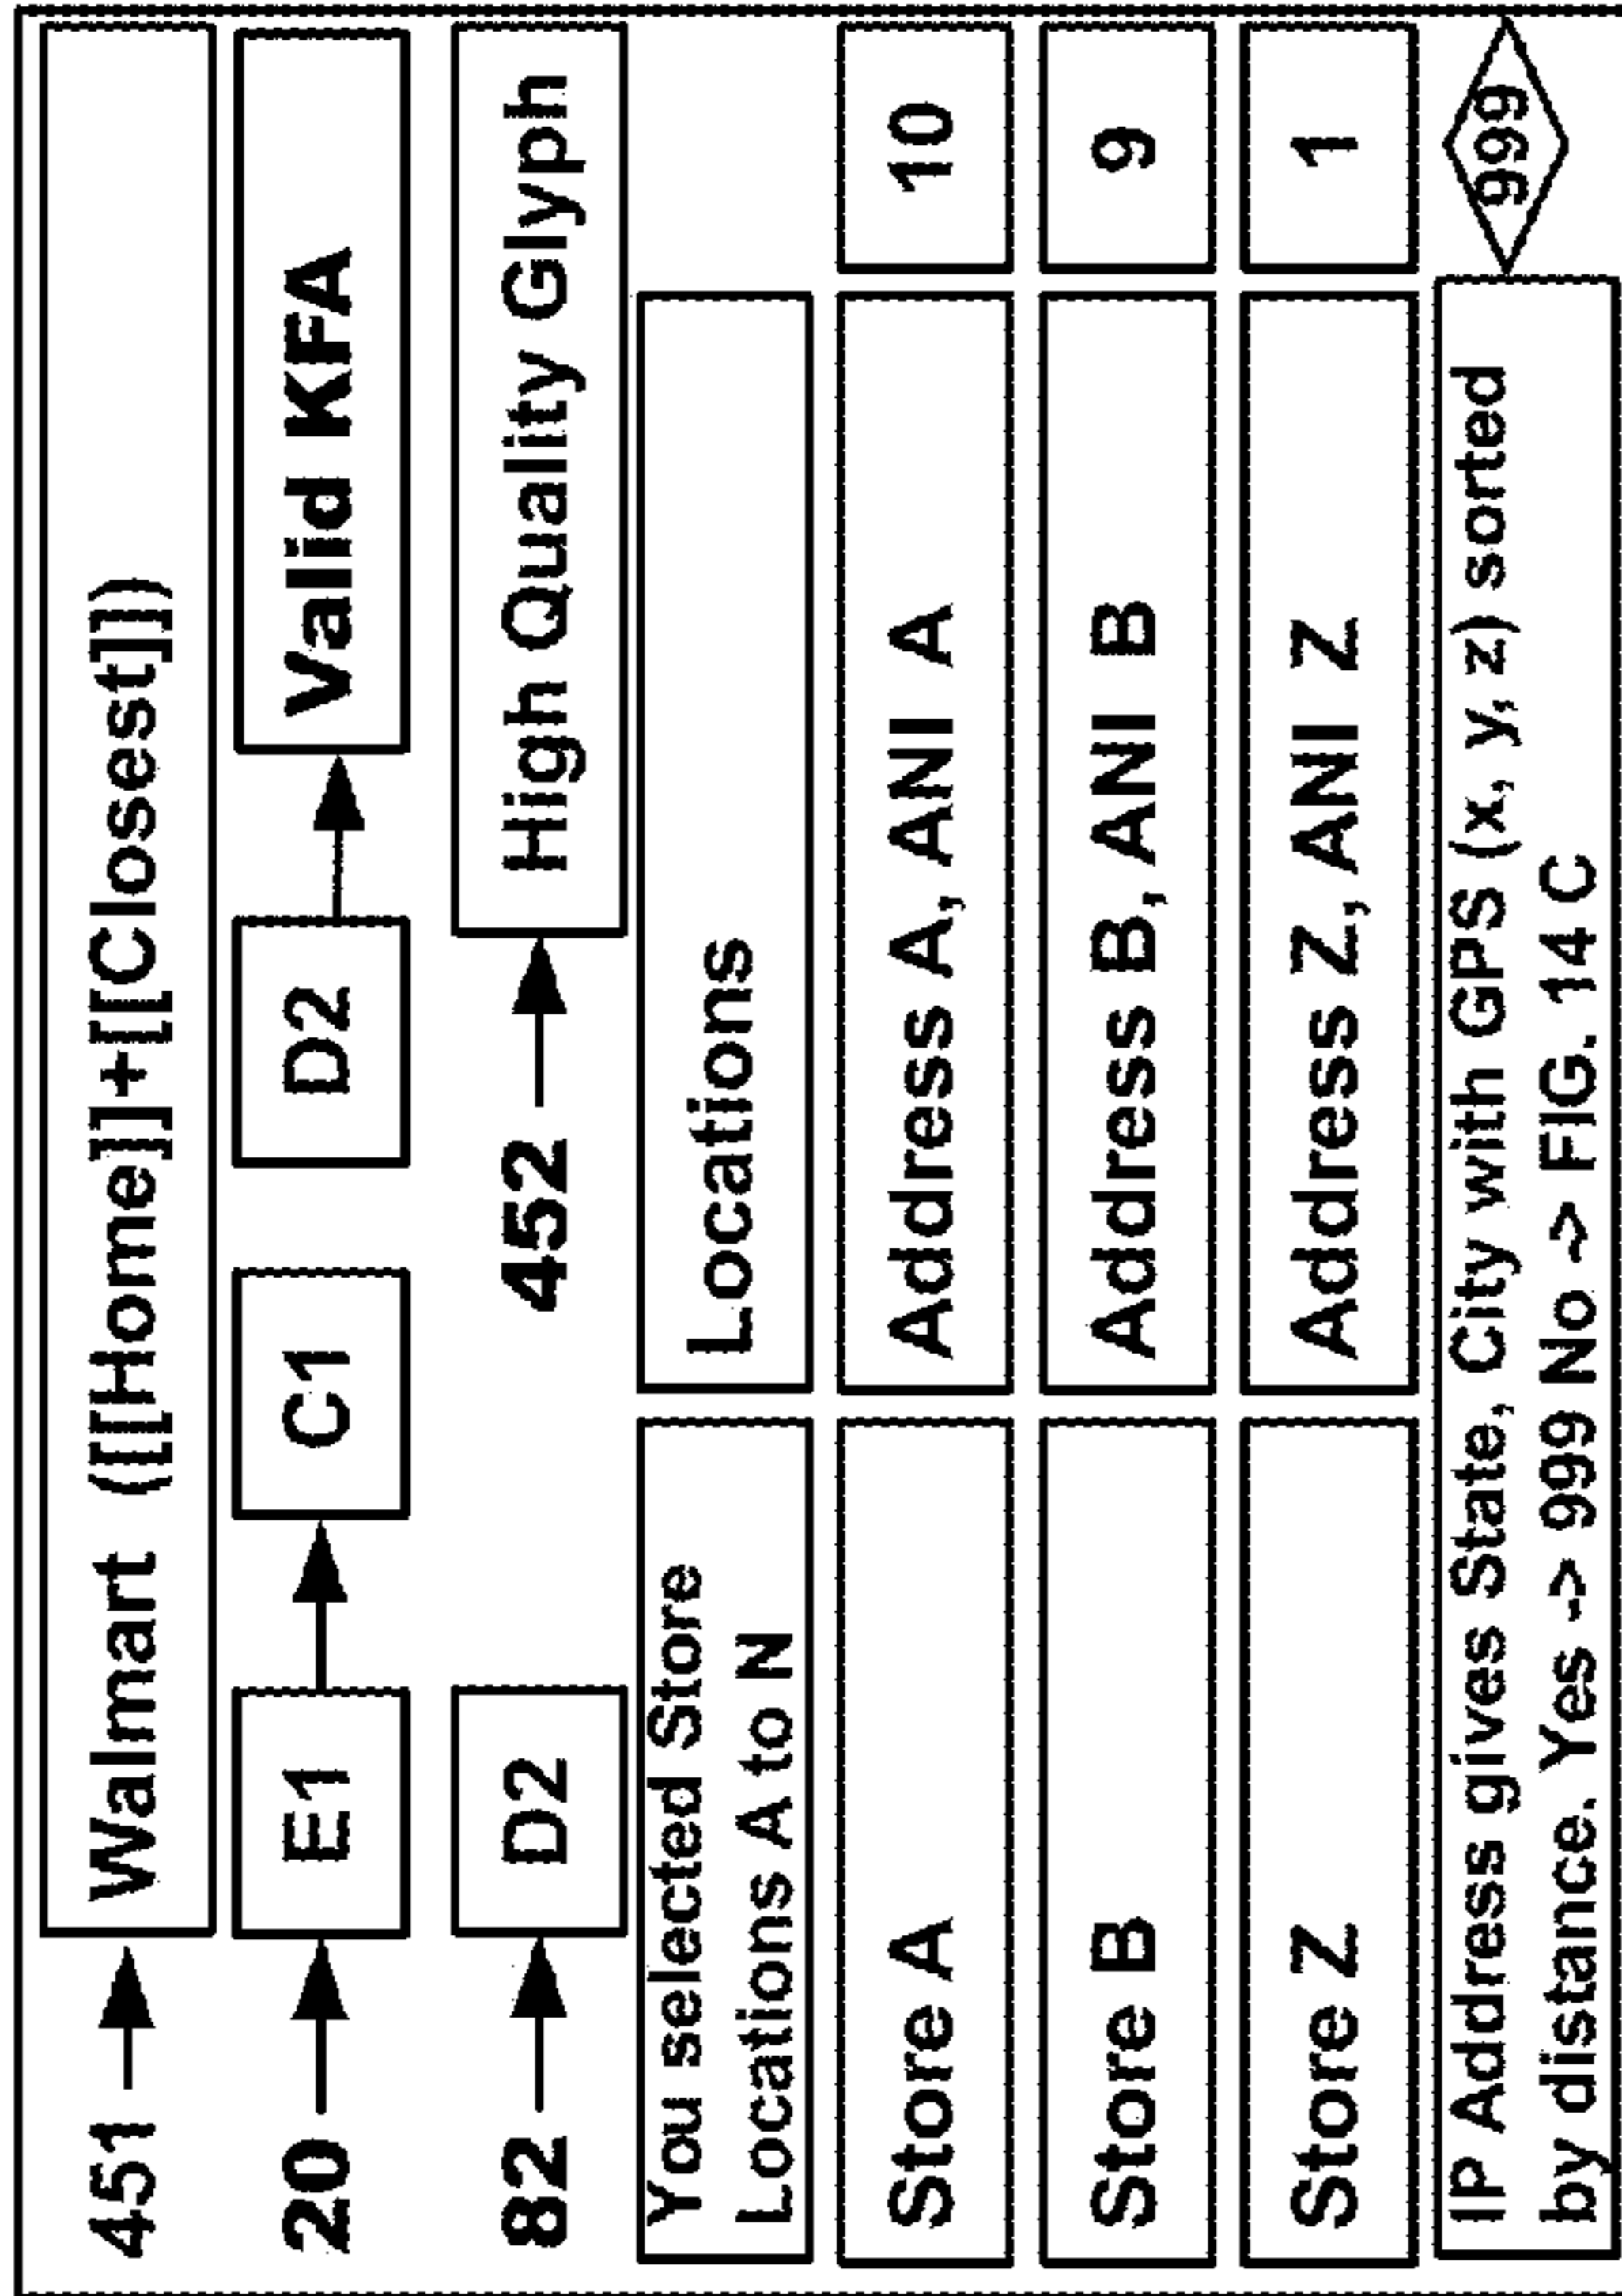 451 Walmart ([[Home]]+[[Closest]])
20 E1 C1 D2 Valid KFA
82 D2 452 High Quality Glyph
You selected Store
Locations A to N
Locations
Store A Address A, ANI A 10
Store B Address B, ANI B 9
Store Z Address Z, ANI Z 1
IP Address gives State, City with GPS (x, y, z) sorted
by distance. Yes -> 999 No -> FIG. 14 C
999